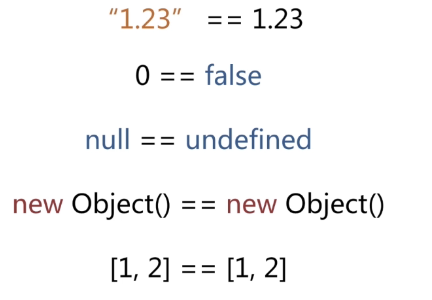 “1.23” == 1.23
0 == false
null == undefined
new Object() == new Object()
[1, 2] == [1, 2]